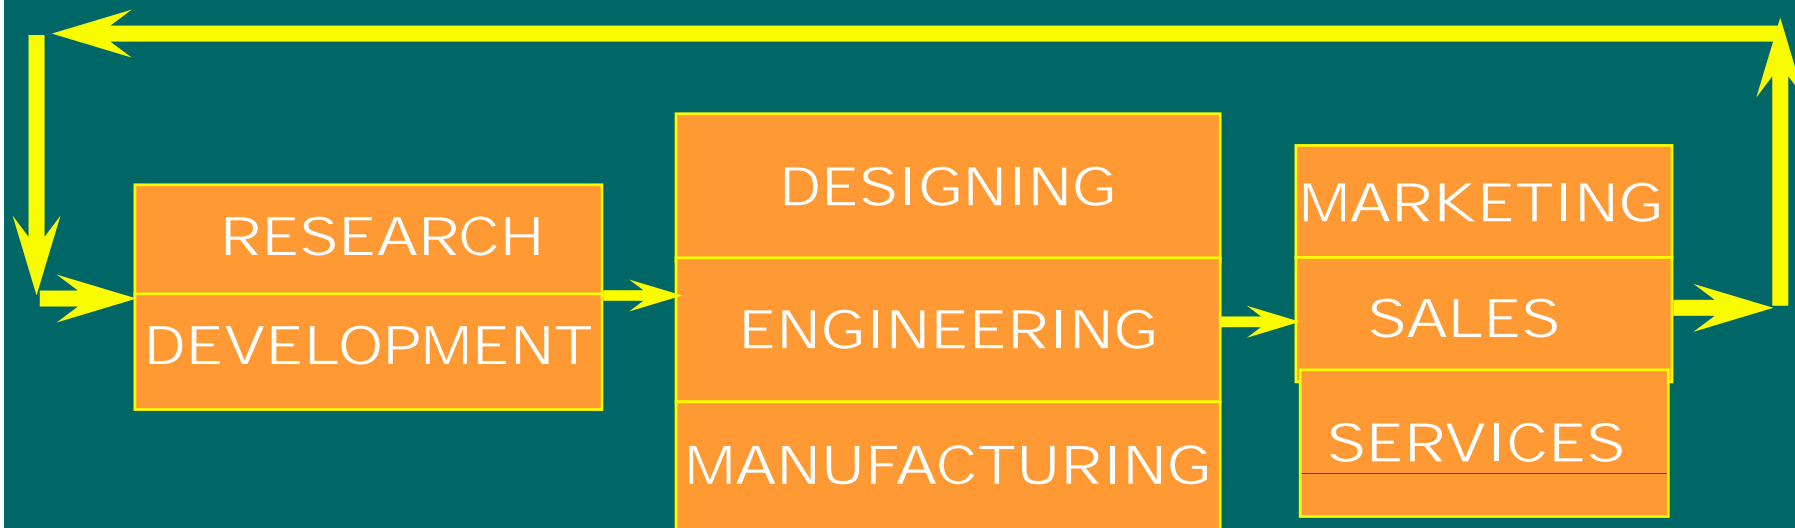 RESEARCH
DEVELOPMENT
DESIGNING
ENGINEERING
MANUFACTURING
MARKETING
SALES
SERVICES